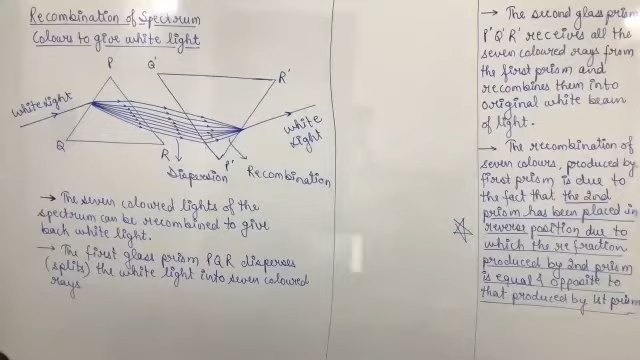 Recombination of Spectrum
Colours to give white light
P
Q'
R'
White Light
white
Light
Q
R
P'
Dispersion
Recombination
→ The seven coloured lights of the
spectrum can be recombined to give
back white light.
→ The first glass prism PQR disperses
(splits) the white light into seven coloured
rays
→ The second glass prism
P'Q'R' receives all the
seven coloured rays from
the first prism and
recombines them into
original white beam
of light.
→ The recombination of
seven colours, produced by
first prism is due to
the fact that the 2nd
prism has been placed in
reverse position due to
which the refraction
produced by 2nd prism
is equal & opposite to
that produced by 1st prism